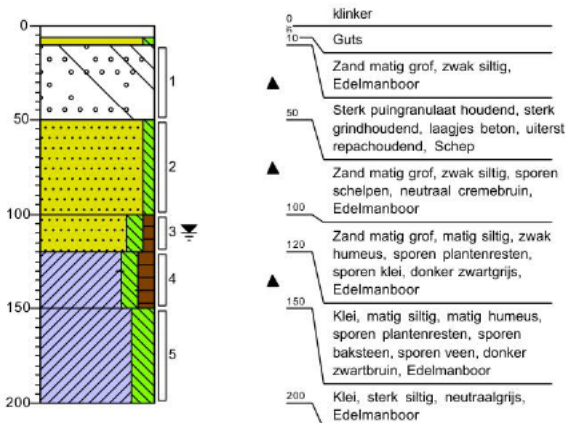 0
50
100
150
200
1
2
3
4
5
0
klinker
6
Guts
10
Zand matig grof, zwak siltig,
Edelmanboor
50
Sterk puingranulaat houdend, sterk
grindhoudend, laagjes beton, uiterst
repachoudend, Schep
Zand matig grof, zwak siltig, sporen
schelpen, neutraal cremebruin,
Edelmanboor
100
Zand matig grof, matig siltig, zwak
humeus, sporen plantenresten,
sporen klei, donker zwartgrijs,
Edelmanboor
120
150
Klei, matig siltig, matig humeus,
sporen plantenresten, sporen
baksteen, sporen veen, donker
zwartbruin, Edelmanboor
200
Klei, sterk siltig, neutraalgrijs,
Edelmanboor